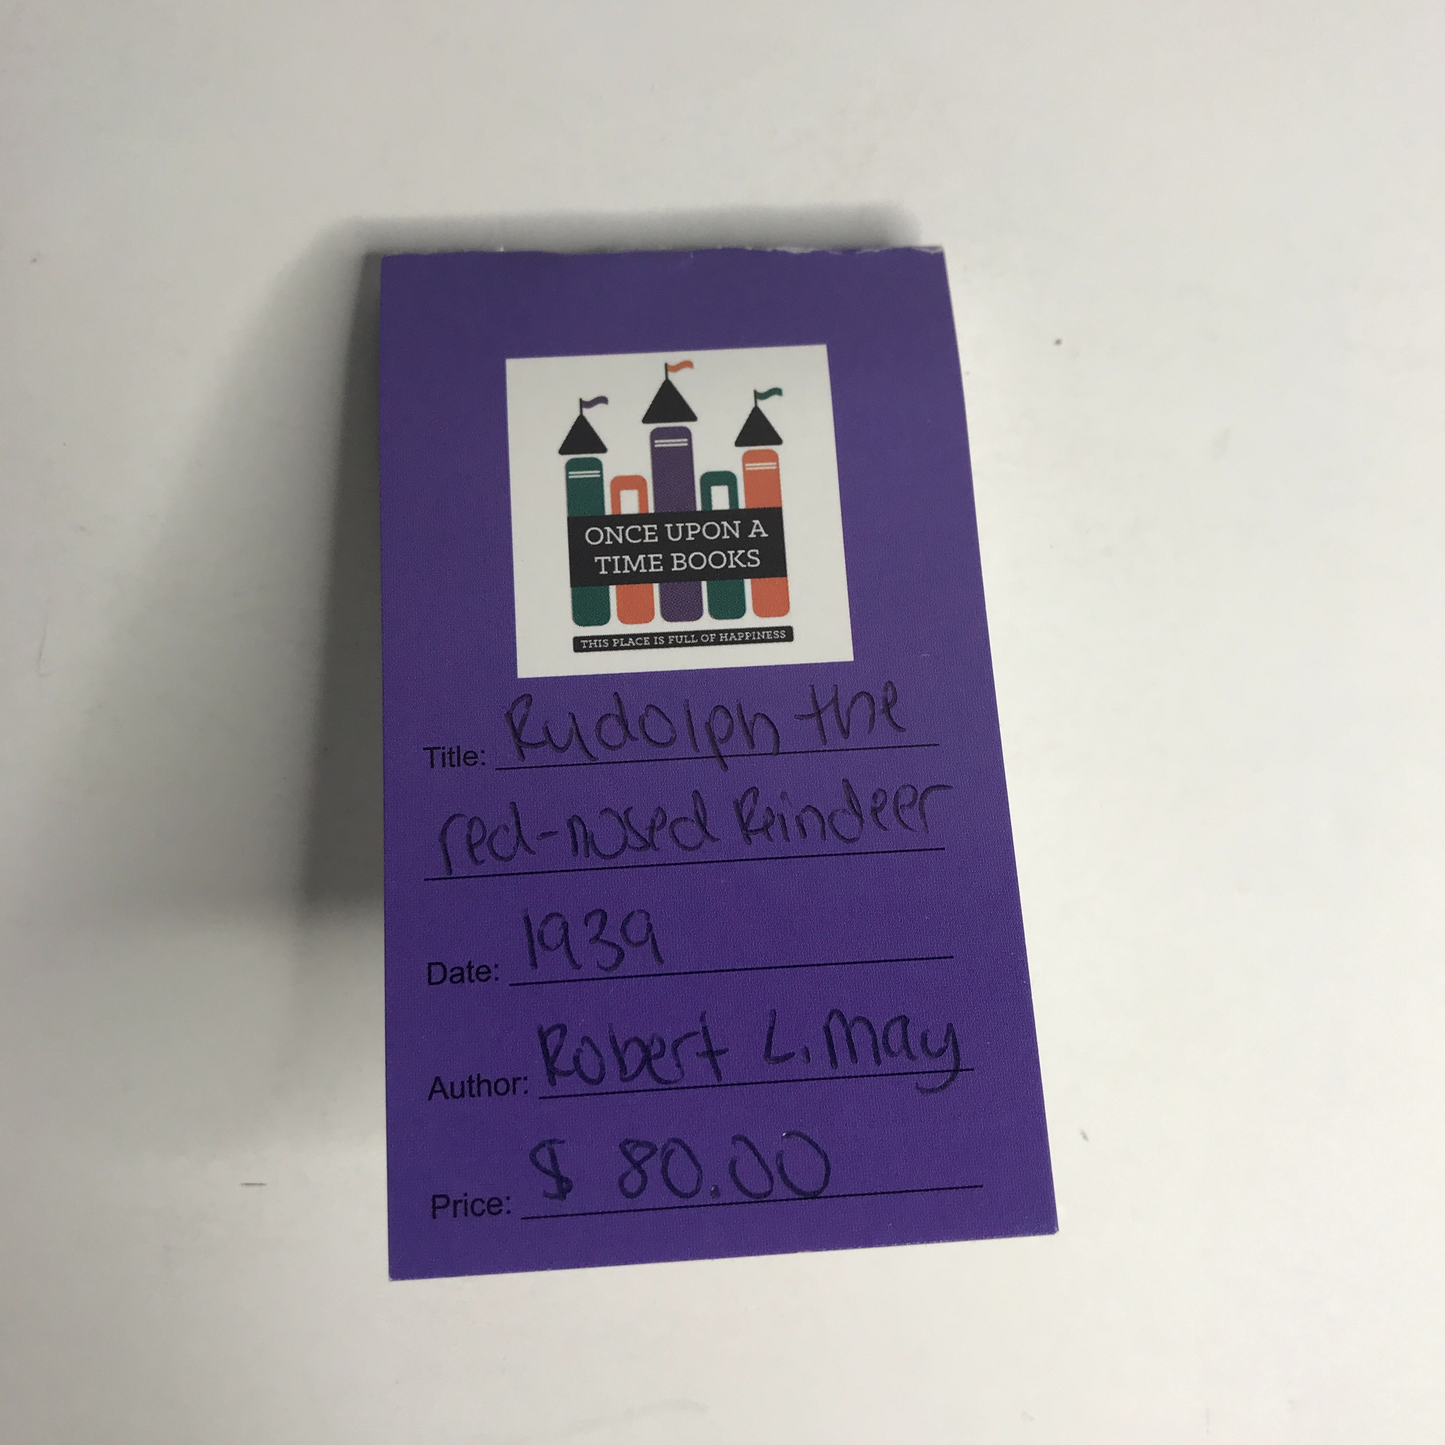 ONCE UPON A
TIME BOOKS
THIS PLACE IS FULL OF HAPPINESS
Title: Rudolph the
red-nosed Reindeer
Date: 1939
Author: Robert L. May
Price: $ 80.00